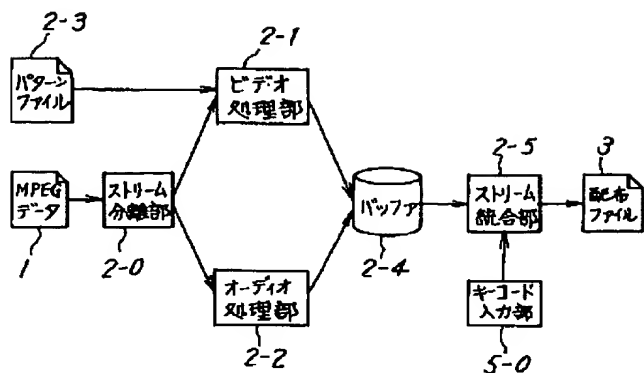 2-3
パターン
ファイル
2-1
ビデオ
処理部
MPEG
データ
1
ストリーム
分離部
2-0
オーディオ
処理部
2-2
バッファ
2-4
2-5
ストリーム
統合部
3
配布
ファイル
キーコード
入力部
5-0